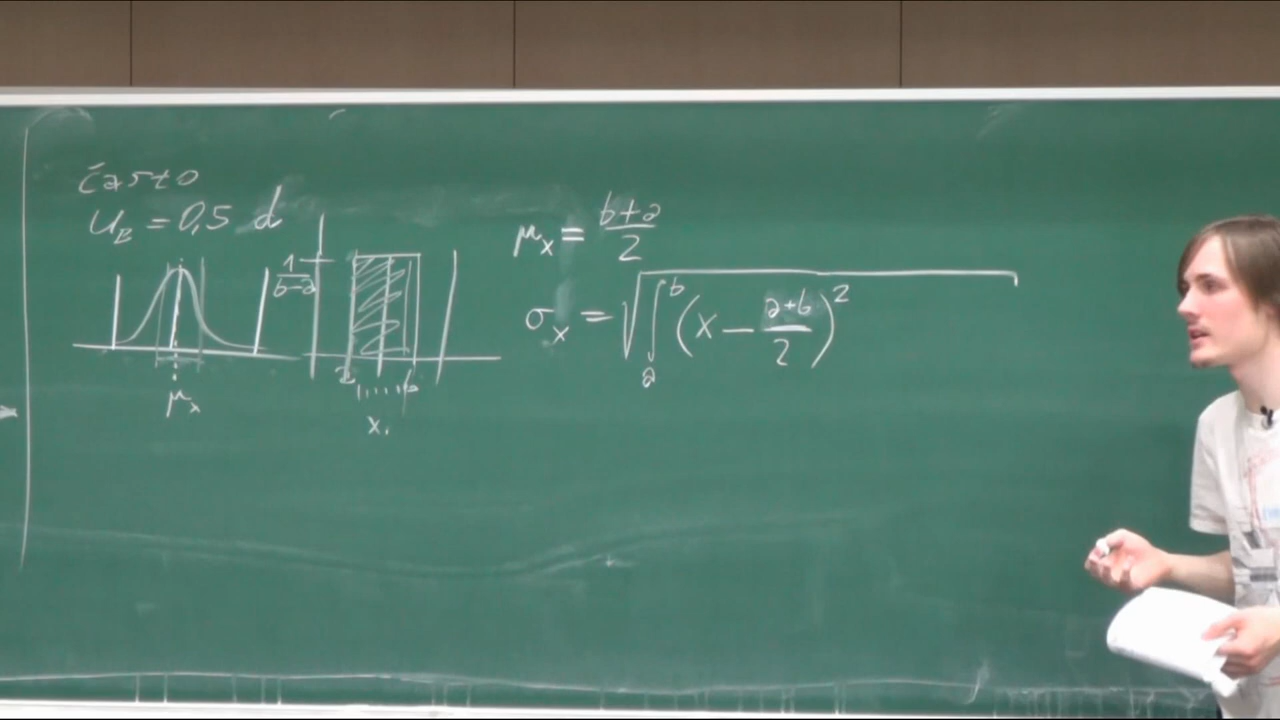 často
u_B = 0,5 d
μ_x
1/(b-a)
a b
x.
μ_x = (b+a)/2
σ_x = √(∫_a^b (x - (a+b)/2)^2